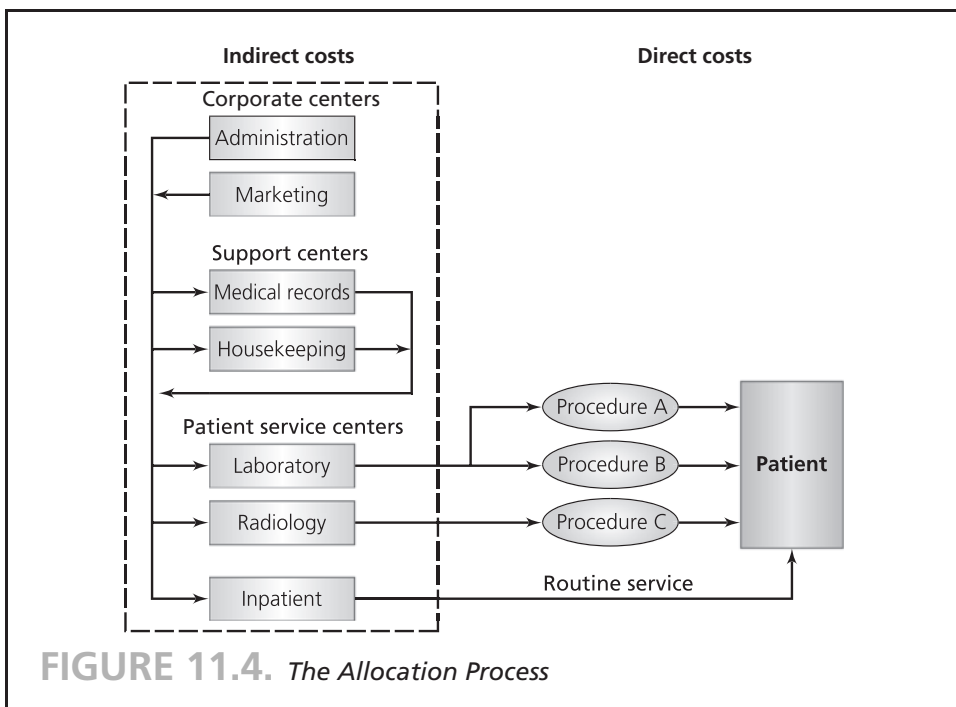 Indirect costs
Direct costs
Corporate centers
Administration
Marketing
Support centers
Medical records
Housekeeping
Patient service centers
Laboratory
Radiology
Inpatient
Procedure A
Procedure B
Procedure C
Patient
Routine service
FIGURE 11.4. The Allocation Process